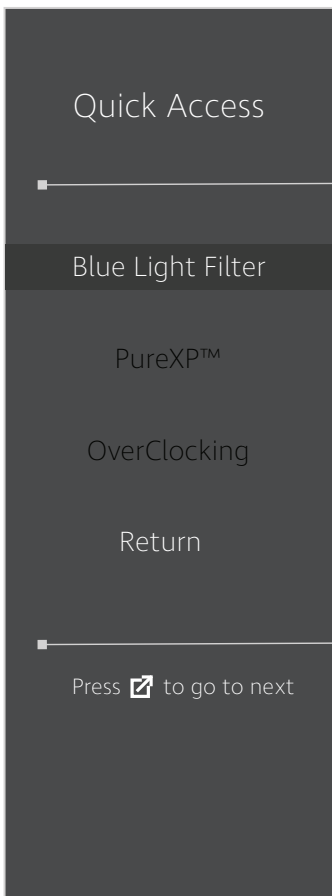 Quick Access
Blue Light Filter
PureXP™
OverClocking
Return
Press to go to next